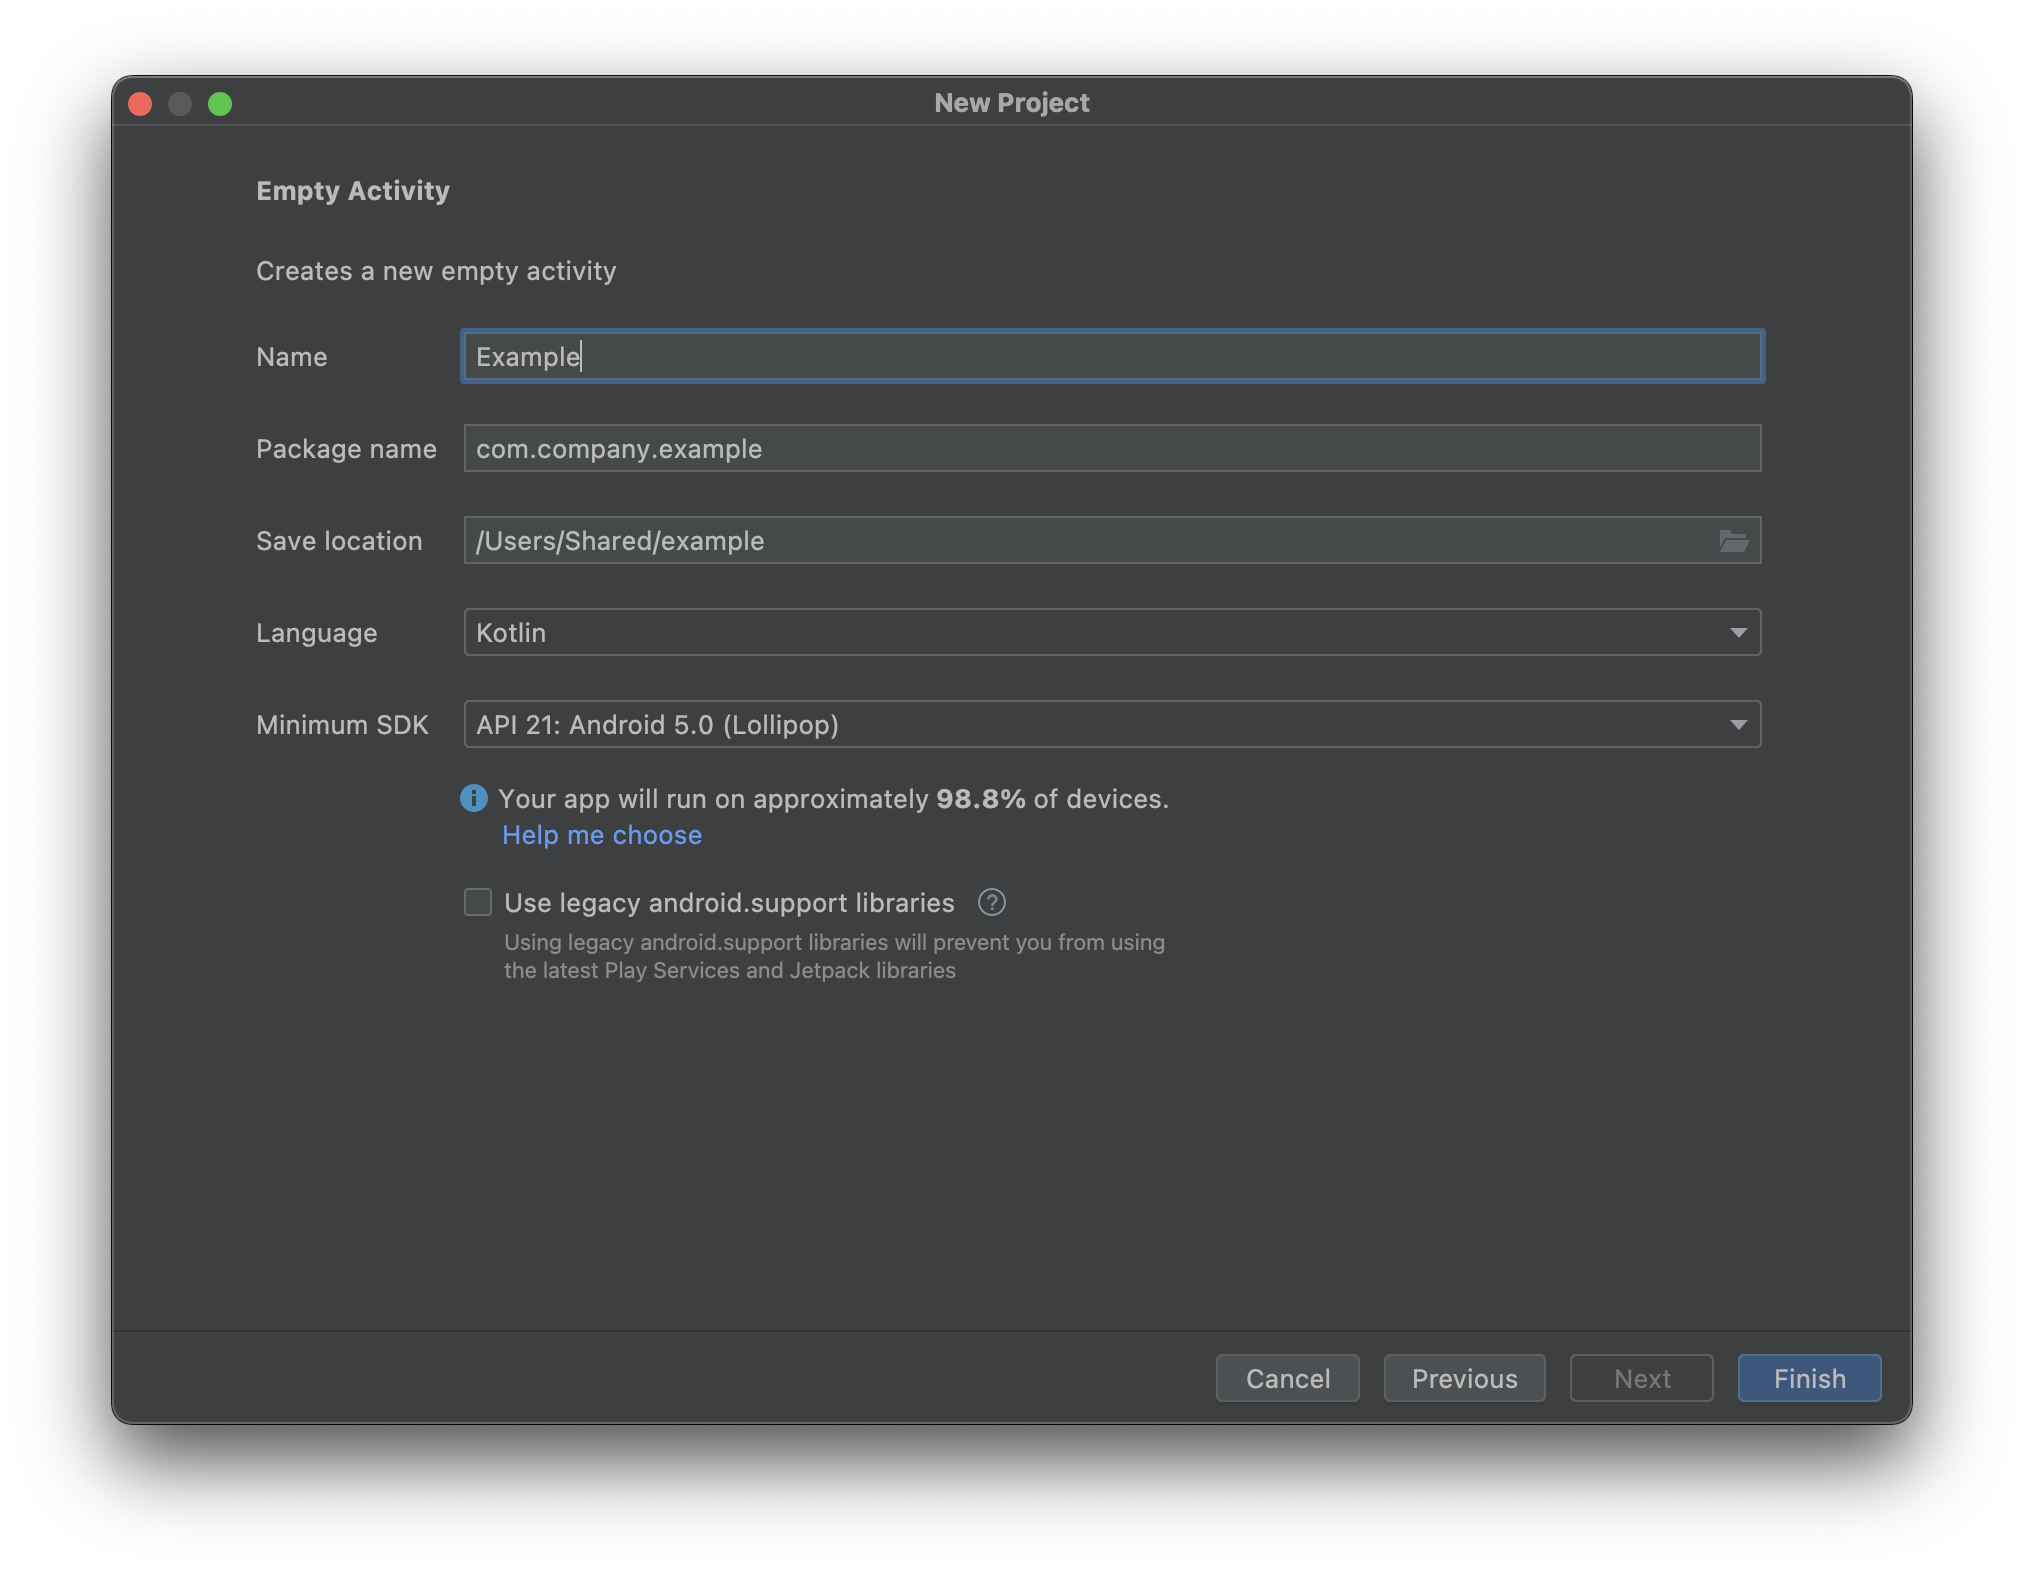 New Project
Empty Activity
Creates a new empty activity
Name
Example
Package name
com.company.example
Save location
/Users/Shared/example
Language
Kotlin
Minimum SDK
API 21: Android 5.0 (Lollipop)
Your app will run on approximately 98.8% of devices.
Help me choose
Use legacy android.support libraries
Using legacy android.support libraries will prevent you from using
the latest Play Services and Jetpack libraries
Cancel
Previous
Next
Finish